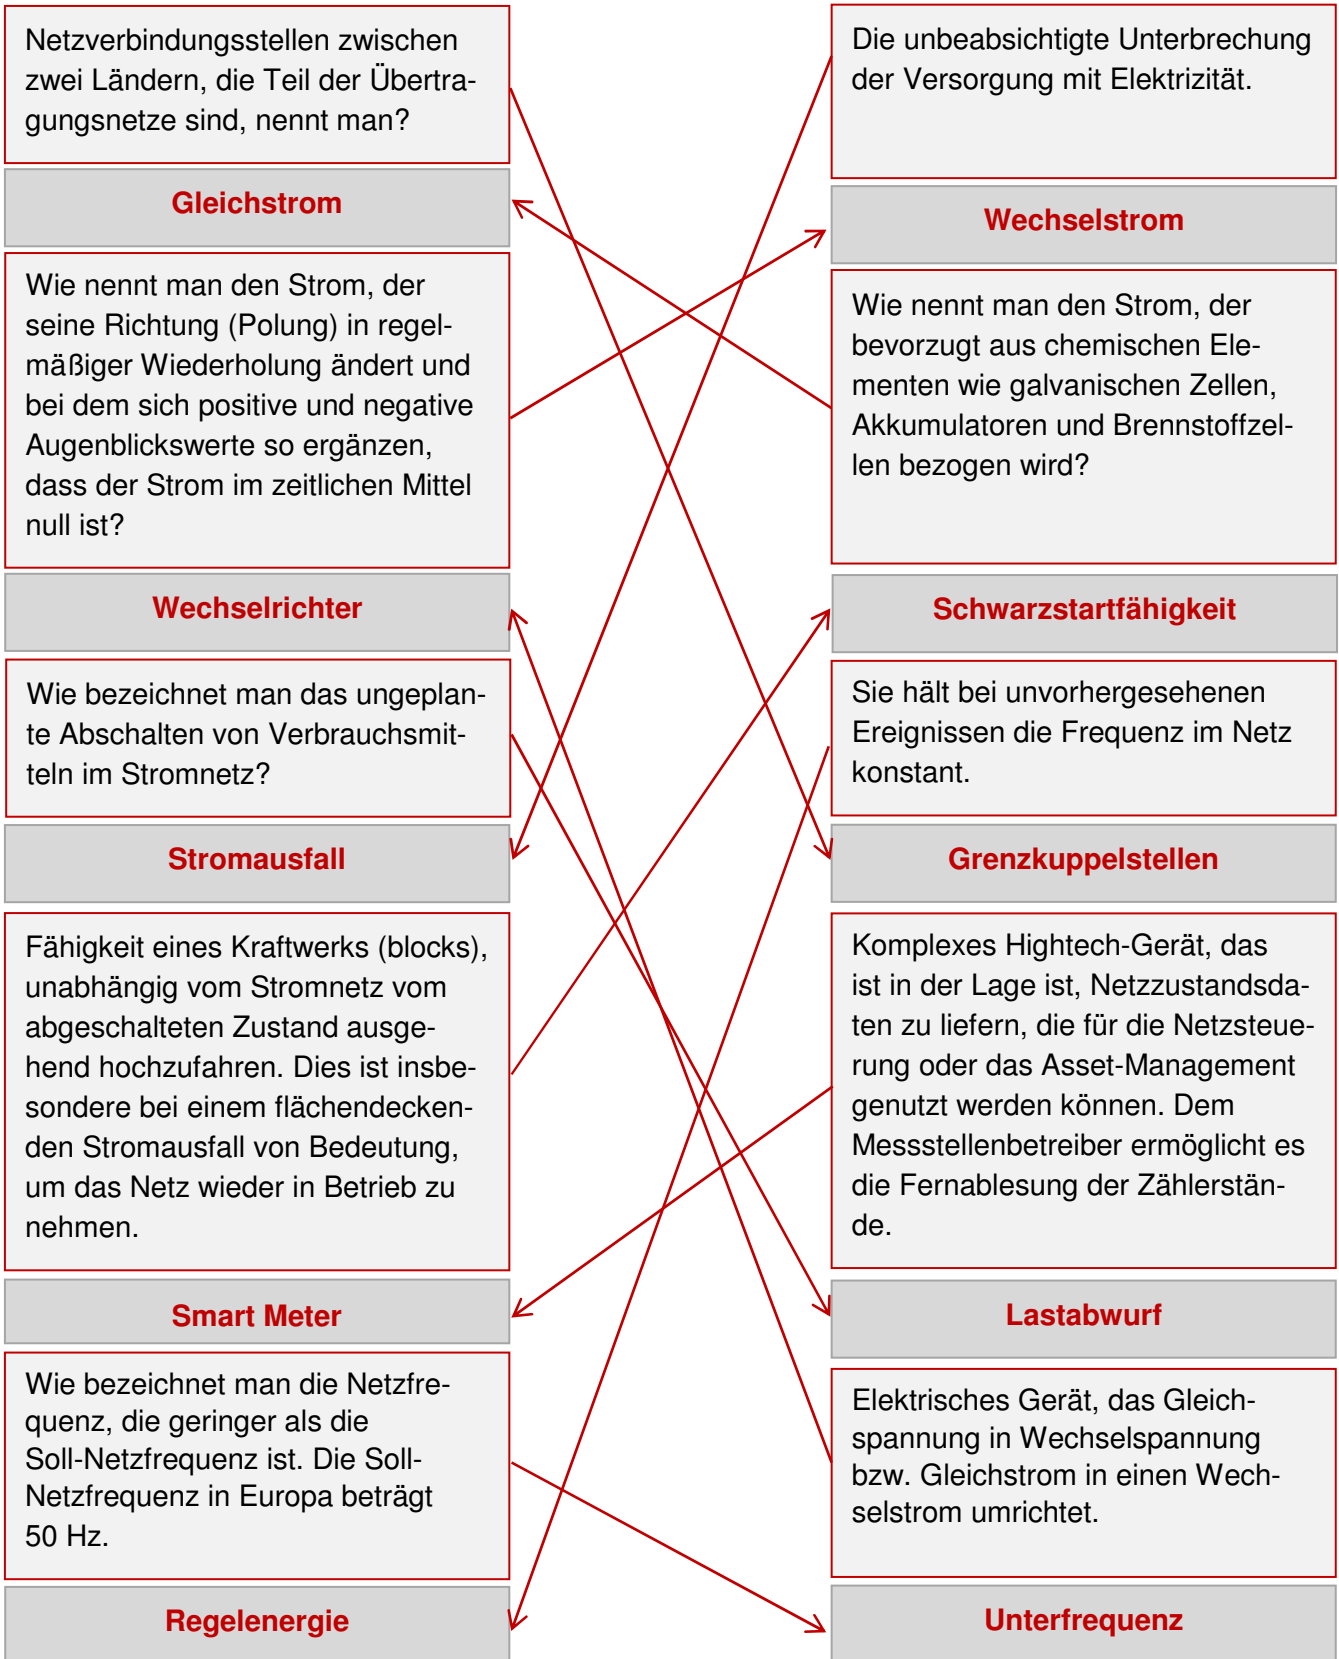 Netzverbindungsstellen zwischen
zwei Ländern, die Teil der Übertra-
gungsnetze sind, nennt man?
Gleichstrom
Wie nennt man den Strom, der
seine Richtung (Polung) in regel-
mäßiger Wiederholung ändert und
bei dem sich positive und negative
Augenblickswerte so ergänzen,
dass der Strom im zeitlichen Mittel
null ist?
Wechselrichter
Wie bezeichnet man das ungeplan-
te Abschalten von Verbrauchsmit-
teln im Stromnetz?
Stromausfall
Fähigkeit eines Kraftwerks (blocks),
unabhängig vom Stromnetz vom
abgeschalteten Zustand ausge-
hend hochzufahren. Dies ist insbe-
sondere bei einem flächendecken-
den Stromausfall von Bedeutung,
um das Netz wieder in Betrieb zu
nehmen.
Smart Meter
Wie bezeichnet man die Netzfre-
quenz, die geringer als die
Soll-Netzfrequenz ist. Die Soll-
Netzfrequenz in Europa beträgt
50 Hz.
Regelenergie
Die unbeabsichtigte Unterbrechung
der Versorgung mit Elektrizität.
Wechselstrom
Wie nennt man den Strom, der
bevorzugt aus chemischen Ele-
menten wie galvanischen Zellen,
Akkumulatoren und Brennstoffzel-
len bezogen wird?
Schwarzstartfähigkeit
Sie hält bei unvorhergesehenen
Ereignissen die Frequenz im Netz
konstant.
Grenzkuppelstellen
Komplexes Hightech-Gerät, das
ist in der Lage ist, Netzzustandsda-
ten zu liefern, die für die Netzsteue-
rung oder das Asset-Management
genutzt werden können. Dem
Messstellenbetreiber ermöglicht es
die Fernablesung der Zählerstän-
de.
Lastabwurf
Elektrisches Gerät, das Gleich-
spannung in Wechselspannung
bzw. Gleichstrom in einen Wech-
selstrom umrichtet.
Unterfrequenz